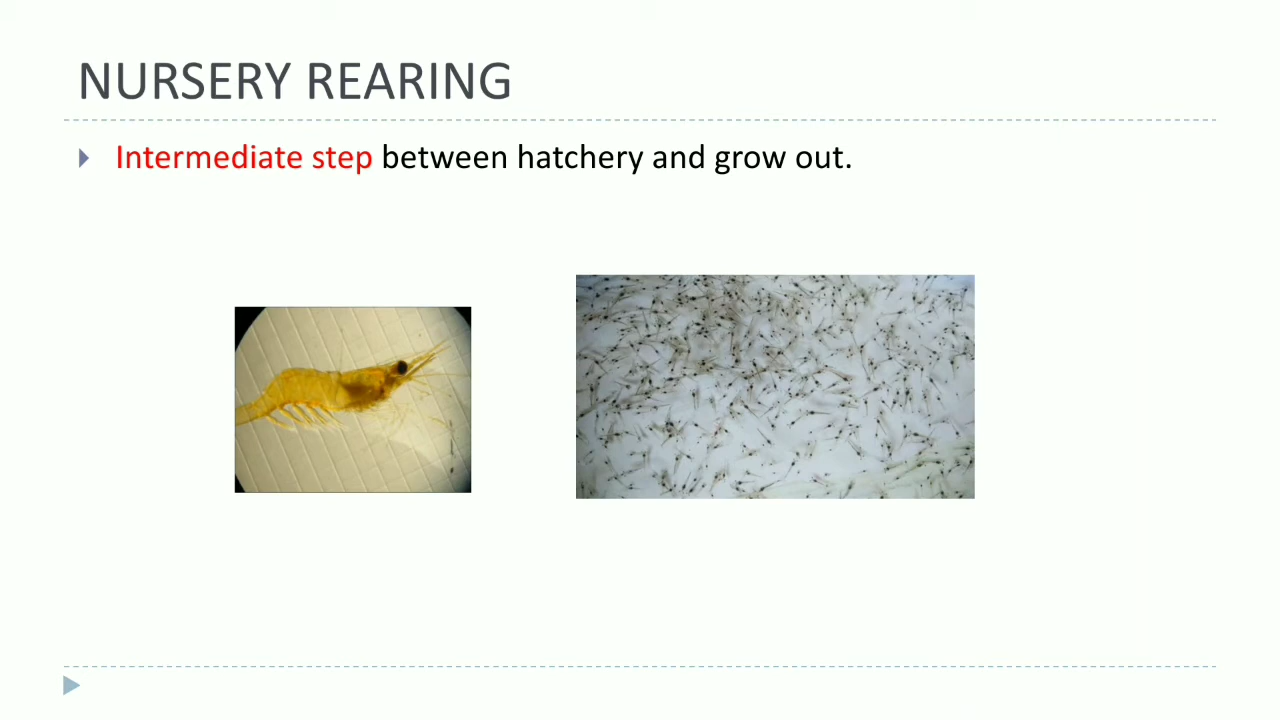 NURSERY REARING
Intermediate step between hatchery and grow out.